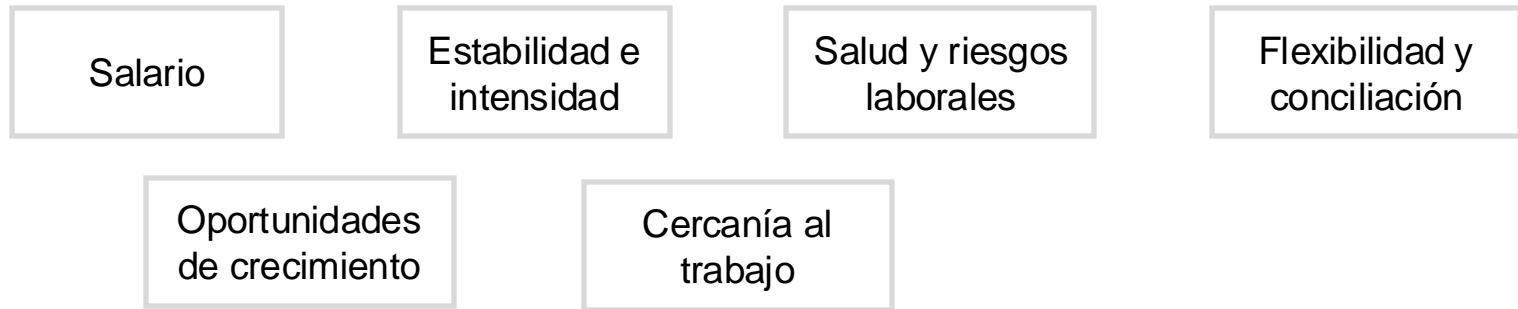 Salario
Estabilidad e
intensidad
Salud y riesgos
laborales
Flexibilidad y
conciliación
Oportunidades
de crecimiento
Cercanía al
trabajo